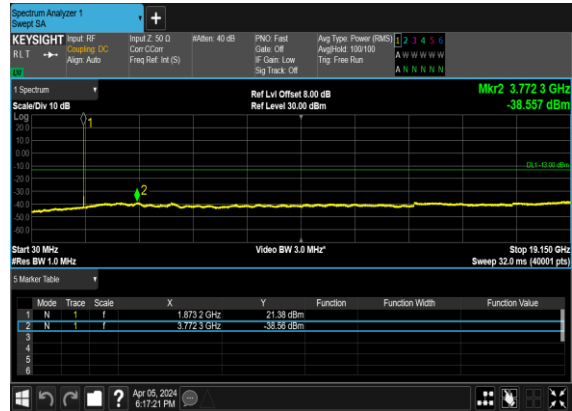 Spectrum Analyzer 1
Swept SA
KEYSIGHT
RLT
Input: RF
Coupling: DC
Align: Auto
Input Z: 50 Ω
Corr CCorr
Freq Ref: Int (S)
#Atten: 40 dB
PNO: Fast
Gate: Off
IF Gain: Low
Sig Track: Off
Avg Type: Power (RMS)
Avg|Hold: 100/100
Trig: Free Run
1 2 3 4 5 6
A W W W W W
A N N N N N
1 Spectrum
Scale/Div 10 dB
Ref Lvl Offset 8.00 dB
Ref Level 30.00 dBm
Mkr2 3.772 3 GHz
-38.557 dBm
Log
20.0
10.0
0.00
-10.0
-20.0
-30.0
-40.0
-50.0
-60.0
1
2
DL1 -13.00 dBm
Start 30 MHz
#Res BW 1.0 MHz
Video BW 3.0 MHz*
Stop 19.150 GHz
Sweep 32.0 ms (40001 pts)
5 Marker Table
Mode Trace Scale X Y Function Function Width Function Value
1 N 1 f 1.873 2 GHz 21.38 dBm
2 N 1 f 3.772 3 GHz -38.56 dBm
3
4
5
6
?
Apr 05, 2024
6:17:21 PM